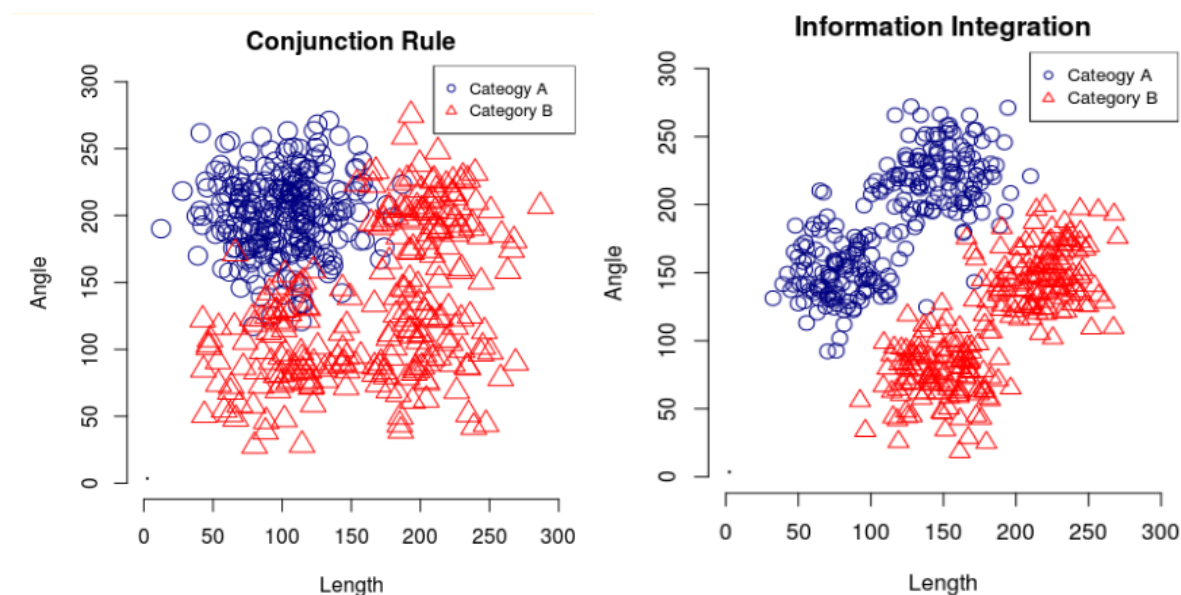 Conjunction Rule
Cateogy A
Category B
300
250
200
150
100
50
0
Angle
0 50 100 150 200 250 300
Length
Information Integration
Cateogy A
Category B
300
250
200
150
100
50
0
Angle
0 50 100 150 200 250 300
Length